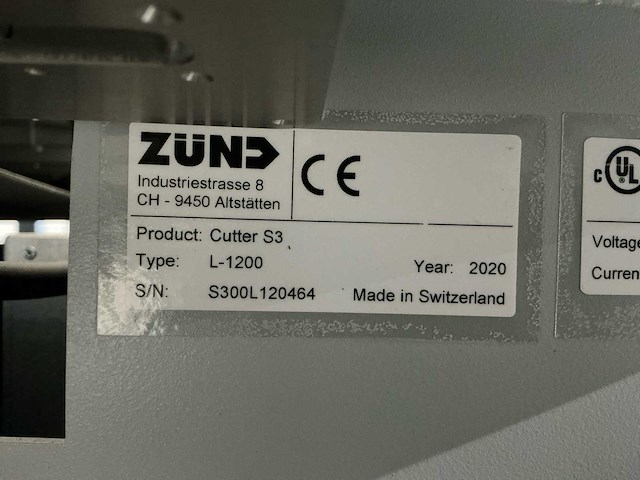 ZÜND
Industriestrasse 8
CH - 9450 Altstätten
CE
Product: Cutter S3
Type: L-1200 Year: 2020
S/N: S300L120464 Made in Switzerland
c UL
Voltage
Curren